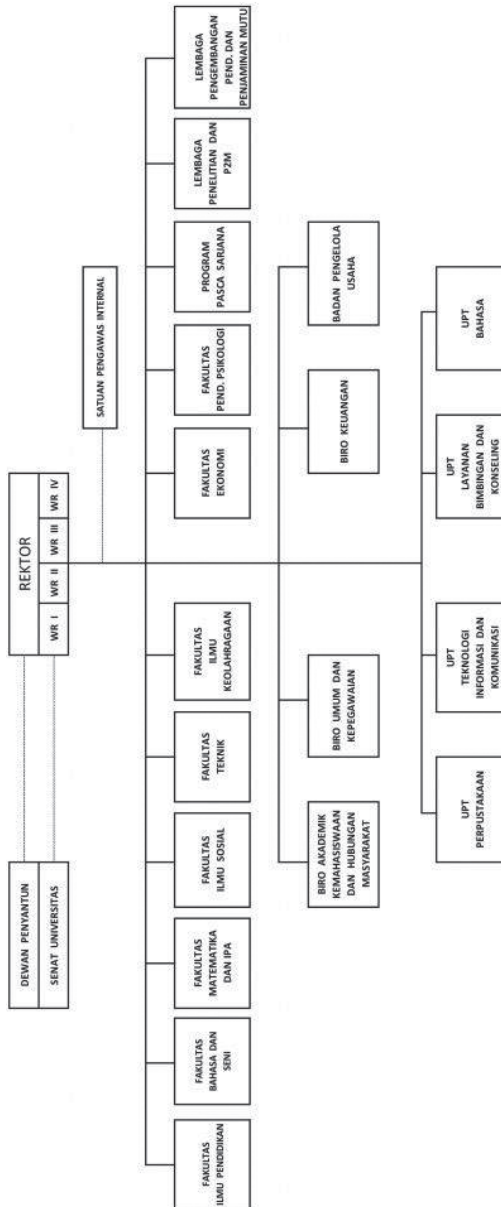 DEWAN PENYANTUN
SENAT UNIVERSITAS
REKTOR
WR I
WR II
WR III
WR IV
SATUAN PENGAWAS INTERNAL
FAKULTAS
ILMU PENDIDIKAN
FAKULTAS
BAHASA DAN
SENI
FAKULTAS
MATEMATIKA
DAN IPA
FAKULTAS
ILMU SOSIAL
FAKULTAS
TEKNIK
FAKULTAS
ILMU
KEOLAHRAGAAN
FAKULTAS
EKONOMI
FAKULTAS
PEND. PSIKOLOGI
PROGRAM
PASCA SARJANA
LEMBAGA
PENELITIAN DAN
P2M
LEMBAGA
PENGEMBANGAN
PEND. DAN
PENJAMINAN MUTU
BIRO AKADEMIK
KEMAHASISWAAN
DAN HUBUNGAN
MASYARAKAT
BIRO UMUM DAN
KEPEGAWAIAN
BIRO KEUANGAN
BADAN PENGELOLA
USAHA
UPT
PERPUSTAKAAN
UPT
TEKNOLOGI
INFORMASI DAN
KOMUNIKASI
UPT
LAYANAN
BIMBINGAN DAN
KONSELING
UPT
BAHASA